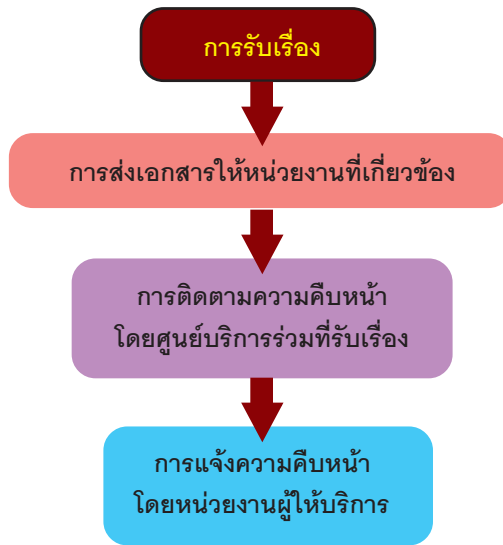 การรับเรื่อง
การส่งเอกสารให้หน่วยงานที่เกี่ยวข้อง
การติดตามความคืบหน้า
โดยศูนย์บริการร่วมที่รับเรื่อง
การแจ้งความคืบหน้า
โดยหน่วยงานผู้ให้บริการ